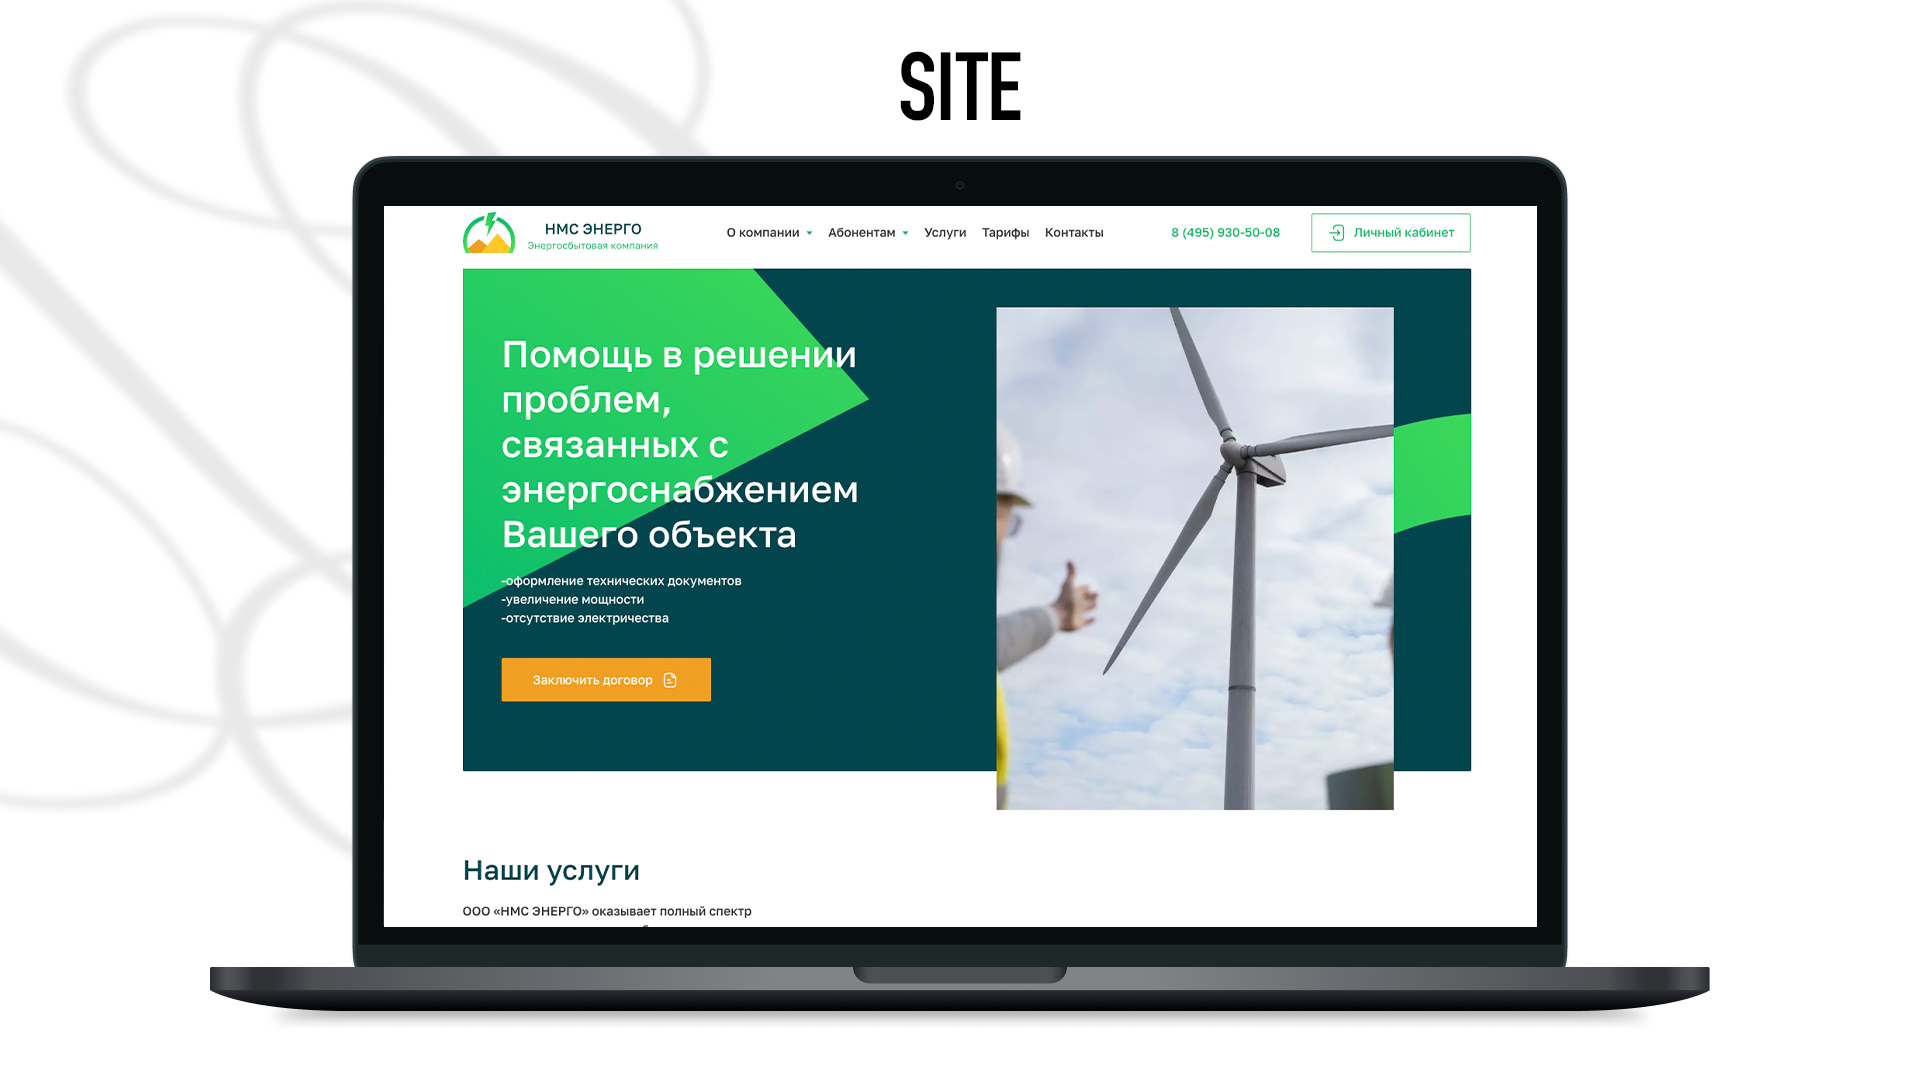 SITE
НМС ЭНЕРГО
Энергосбытовая компания
О компании
Абонентам
Услуги
Тарифы
Контакты
8 (495) 930-50-08
Личный кабинет
Помощь в решении
проблем,
связанных с
энергоснабжением
Вашего объекта
-оформление технических документов
-увеличение мощности
-отсутствие электричества
Заключить договор
Наши услуги
ООО «НМС ЭНЕРГО» оказывает полный спектр